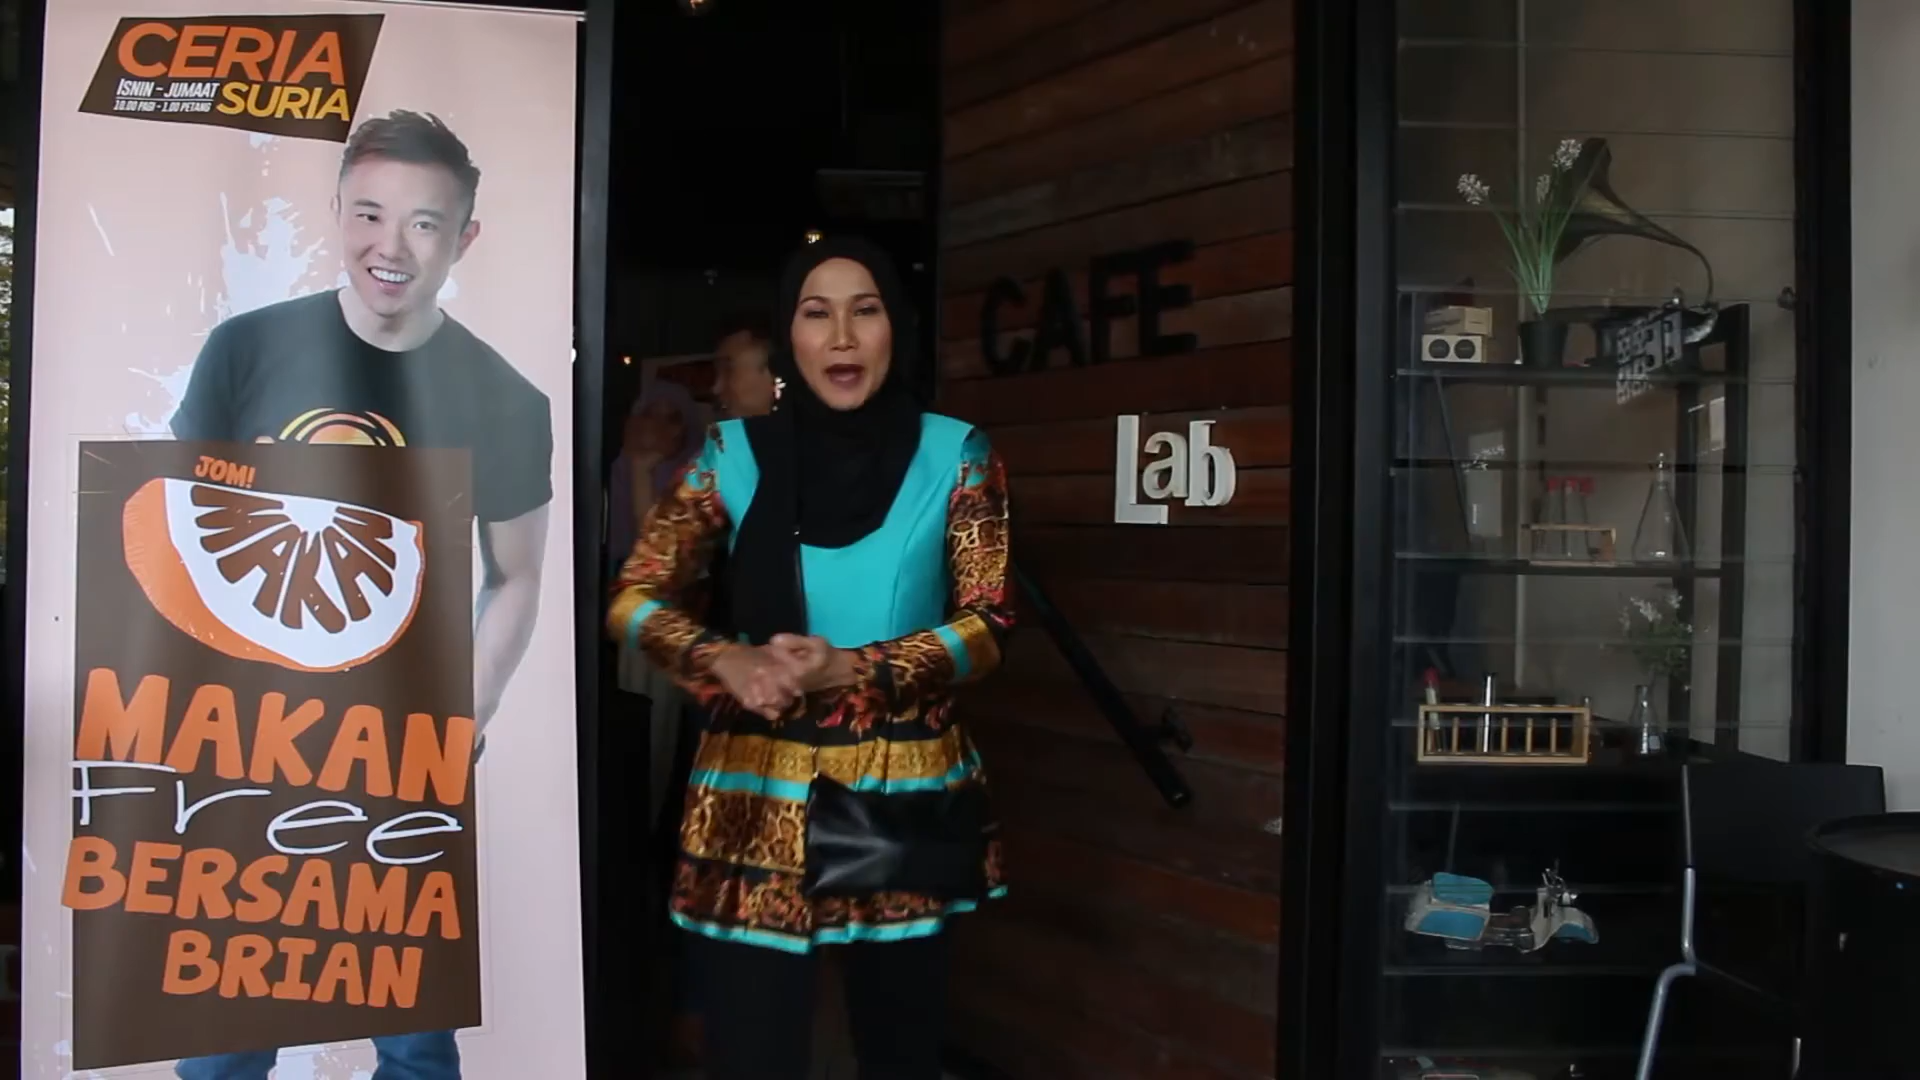 CERIA
ISNIN - JUMAAT
10.00 PAGI - 1.00 PETANG
SURIA
JOM!
MAKAN
MAKAN
Free
BERSAMA
BRIAN
CAFE
Lab